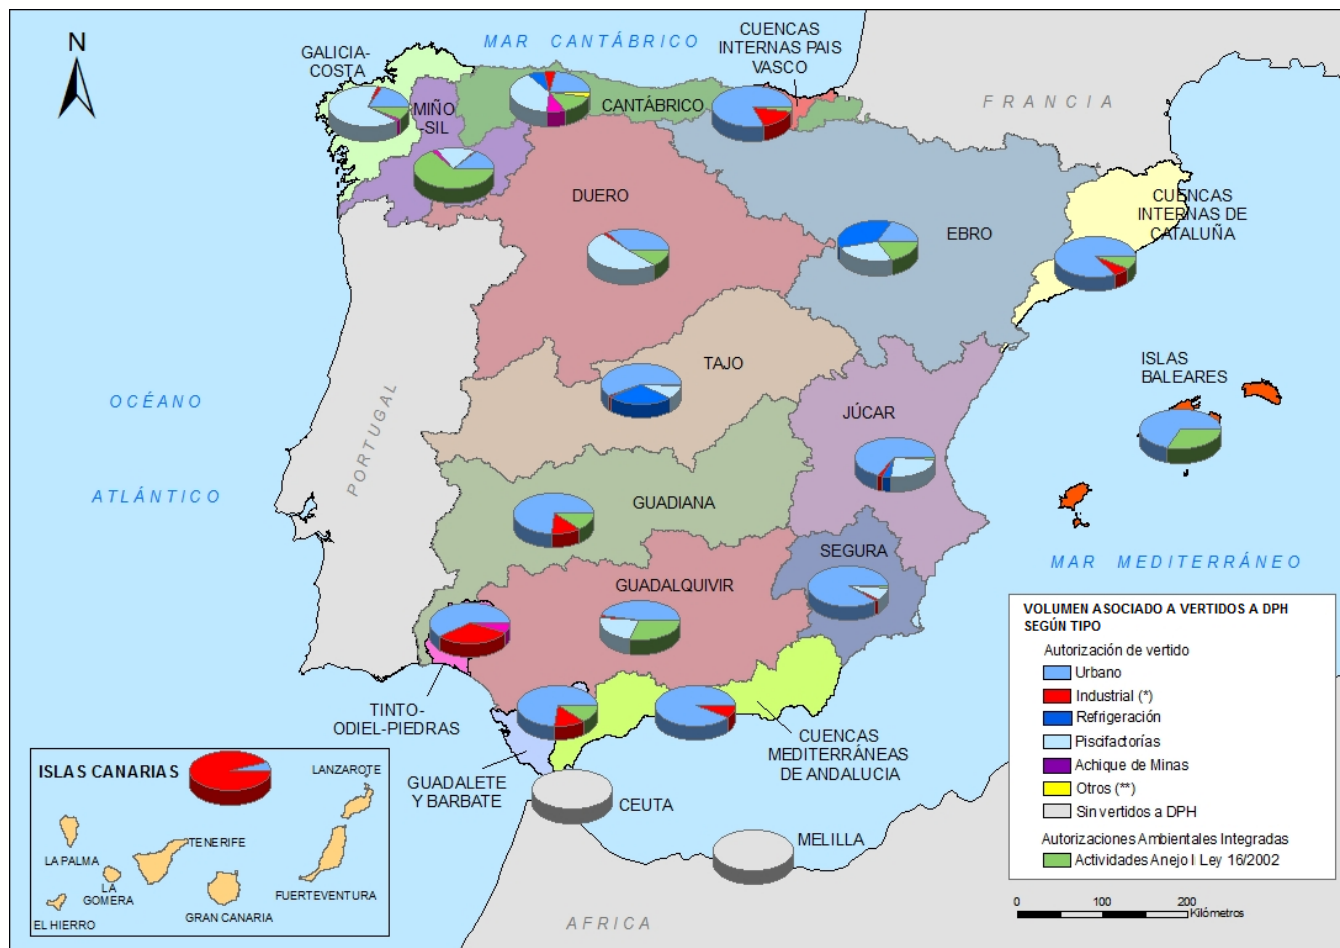 N
MAR CANTÁBRICO
CUENCAS
INTERNAS PAIS
VASCO
GALICIA-
COSTA
FRANCIA
MIÑO
-SIL
CANTÁBRICO
DUERO
EBRO
CUENCAS
INTERNAS DE
CATALUÑA
TAJO
ISLAS
BALEARES
OCÉANO
ATLÁNTICO
PORTUGAL
JÚCAR
GUADIANA
SEGURA
MAR MEDITERRÁNEO
GUADALQUIVIR
TINTO-
ODIEL-PIEDRAS
GUADALETE
Y BARBATE
CUENCAS
MEDITERRÁNEAS
DE ANDALUCIA
CEUTA
MELILLA
AFRICA
ISLAS CANARIAS
LANZAROTE
LA PALMA
TENERIFE
LA
GOMERA
EL HIERRO
GRAN CANARIA
FUERTEVENTURA
VOLUMEN ASOCIADO A VERTIDOS A DPH
SEGÚN TIPO
Autorización de vertido
Urbano
Industrial (*)
Refrigeración
Piscifactorías
Achique de Minas
Otros (**)
Sin vertidos a DPH
Autorizaciones Ambientales Integradas
Actividades Anejo I Ley 16/2002
0 100 200
Kilómetros